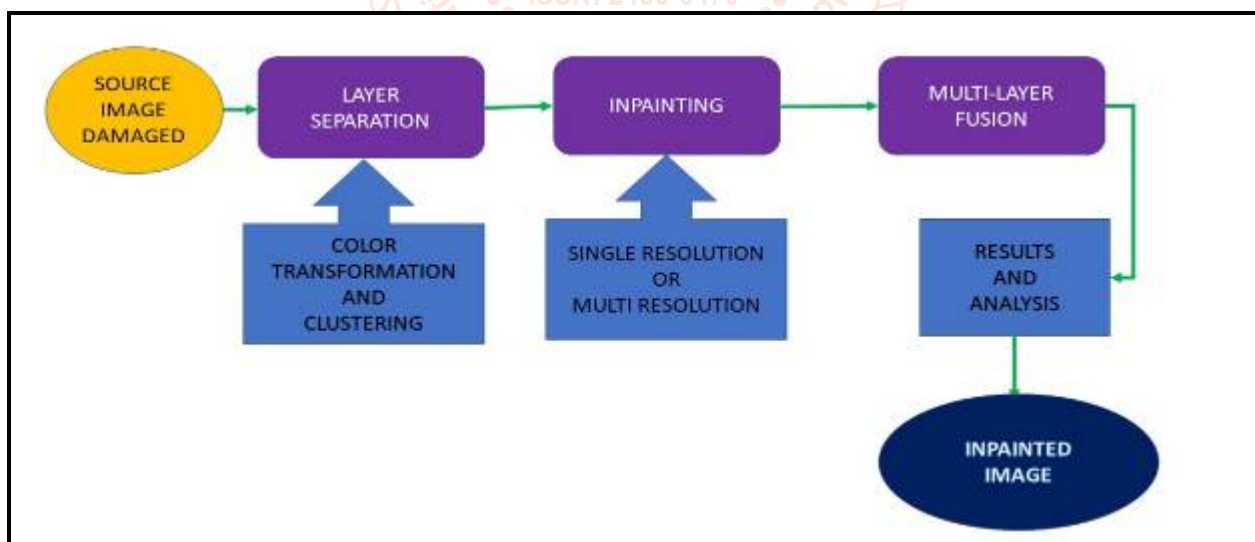 SOURCE
IMAGE
DAMAGED
LAYER
SEPARATION
INPAINTING
MULTI-LAYER
FUSION
COLOR
TRANSFORMATION
AND
CLUSTERING
SINGLE RESOLUTION
OR
MULTI RESOLUTION
RESULTS
AND
ANALYSIS
INPAINTED
IMAGE